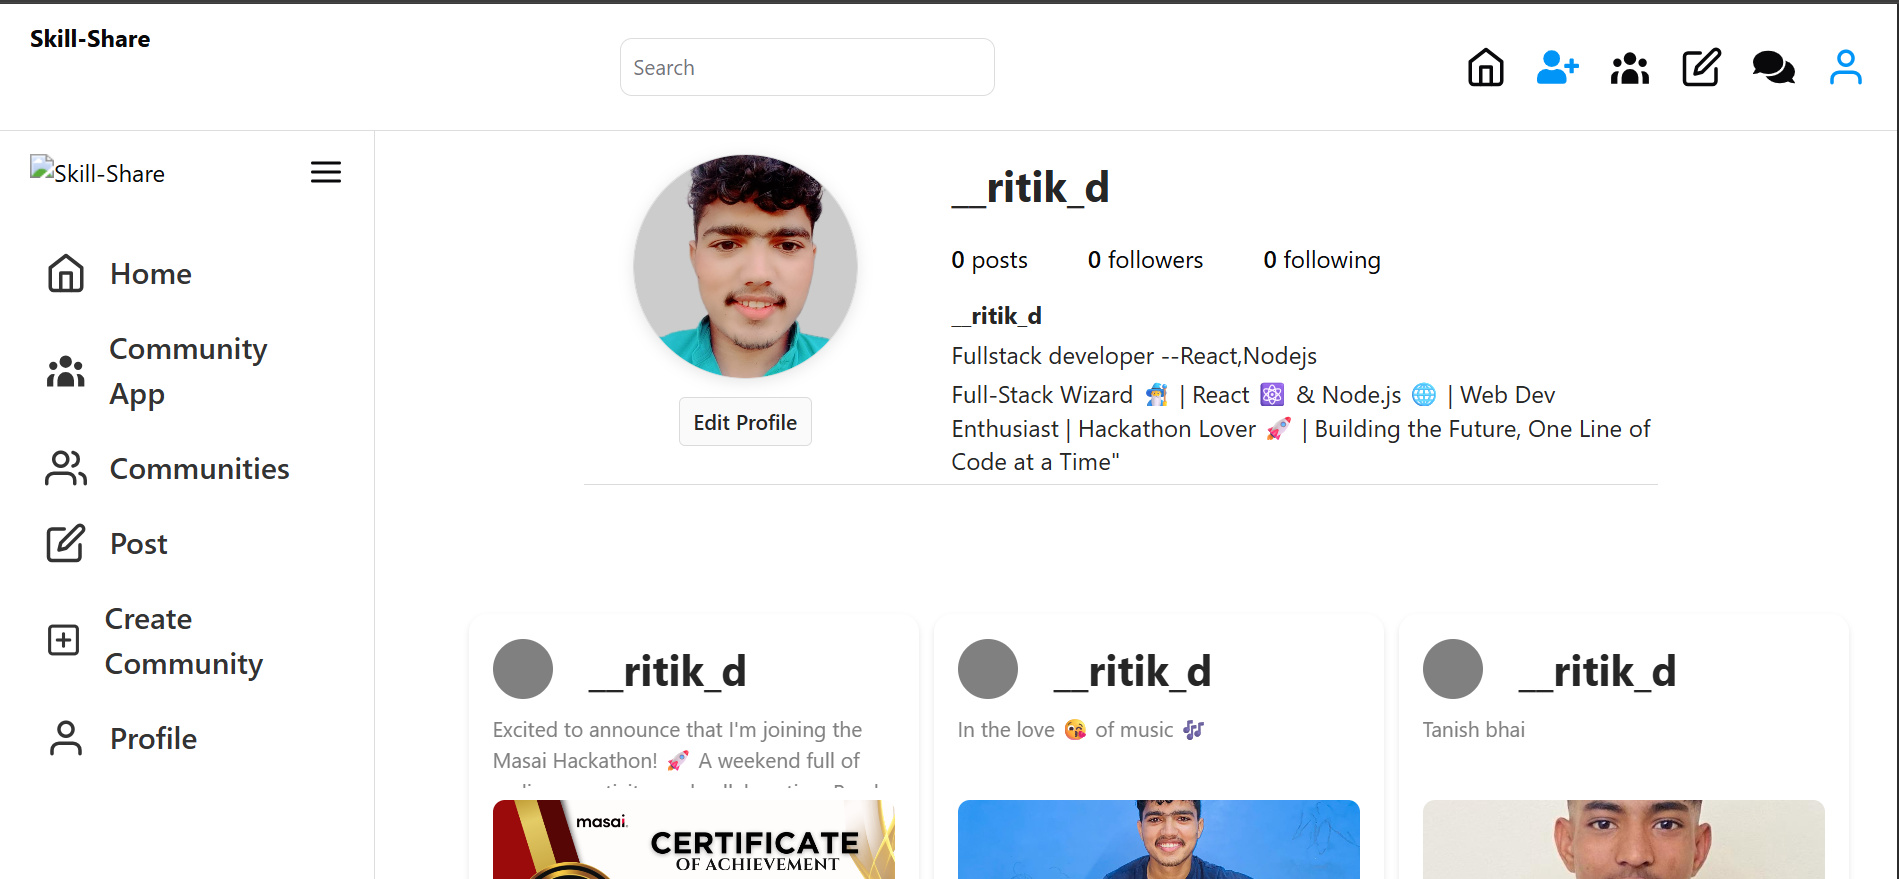 Skill-Share
Search
Skill-Share
Home
Community
App
Communities
Post
Create
Community
Profile
__ritik_d
0 posts 0 followers 0 following
__ritik_d
Fullstack developer --React,Nodejs
Full-Stack Wizard 🧙‍♂️ | React ⚛️ & Node.js 🌐 | Web Dev
Enthusiast | Hackathon Lover 🚀 | Building the Future, One Line of
Code at a Time"
Edit Profile
__ritik_d
Excited to announce that I'm joining the
Masai Hackathon! 🚀 A weekend full of
masai.
CERTIFICATE
OF ACHIEVEMENT
__ritik_d
In the love 😘 of music 🎶
__ritik_d
Tanish bhai